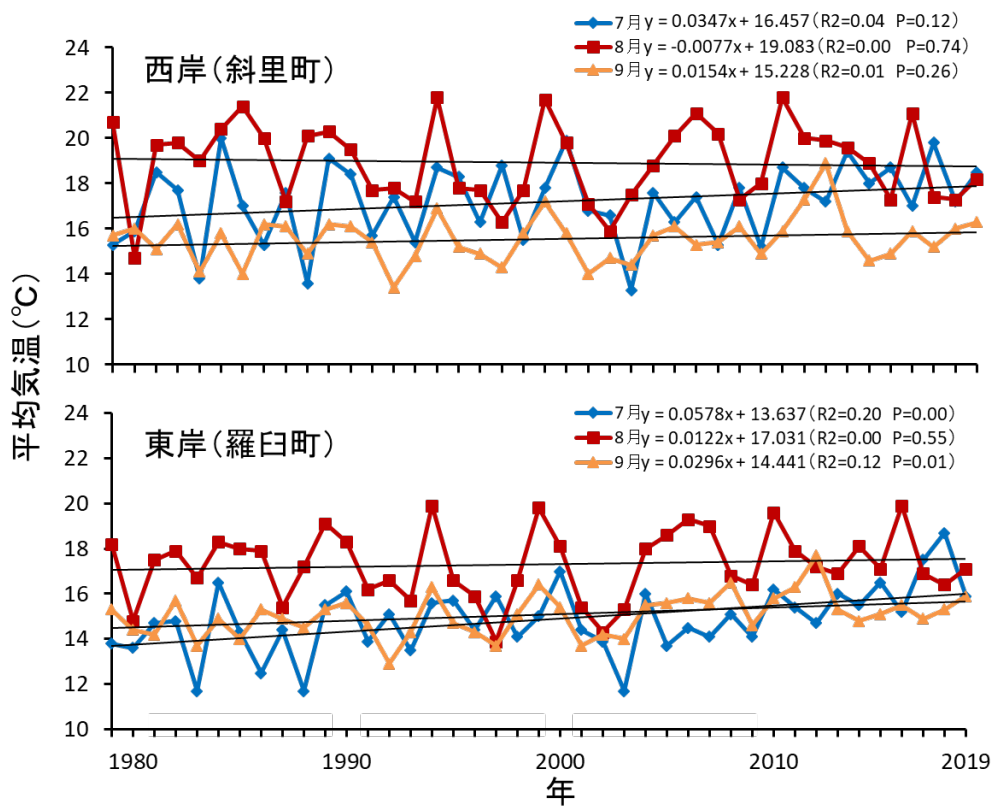 7月y = 0.0347x + 16.457(R2=0.04 P=0.12)
8月y = -0.0077x + 19.083(R2=0.00 P=0.74)
9月y = 0.0154x + 15.228(R2=0.01 P=0.26)
西岸(斜里町)
24
22
20
18
16
14
12
10
平均気温(℃)
7月y = 0.0578x + 13.637(R2=0.20 P=0.00)
8月y = 0.0122x + 17.031(R2=0.00 P=0.55)
9月y = 0.0296x + 14.441(R2=0.12 P=0.01)
東岸(羅臼町)
24
22
20
18
16
14
12
10
1980 1990 2000 2010 2019
年